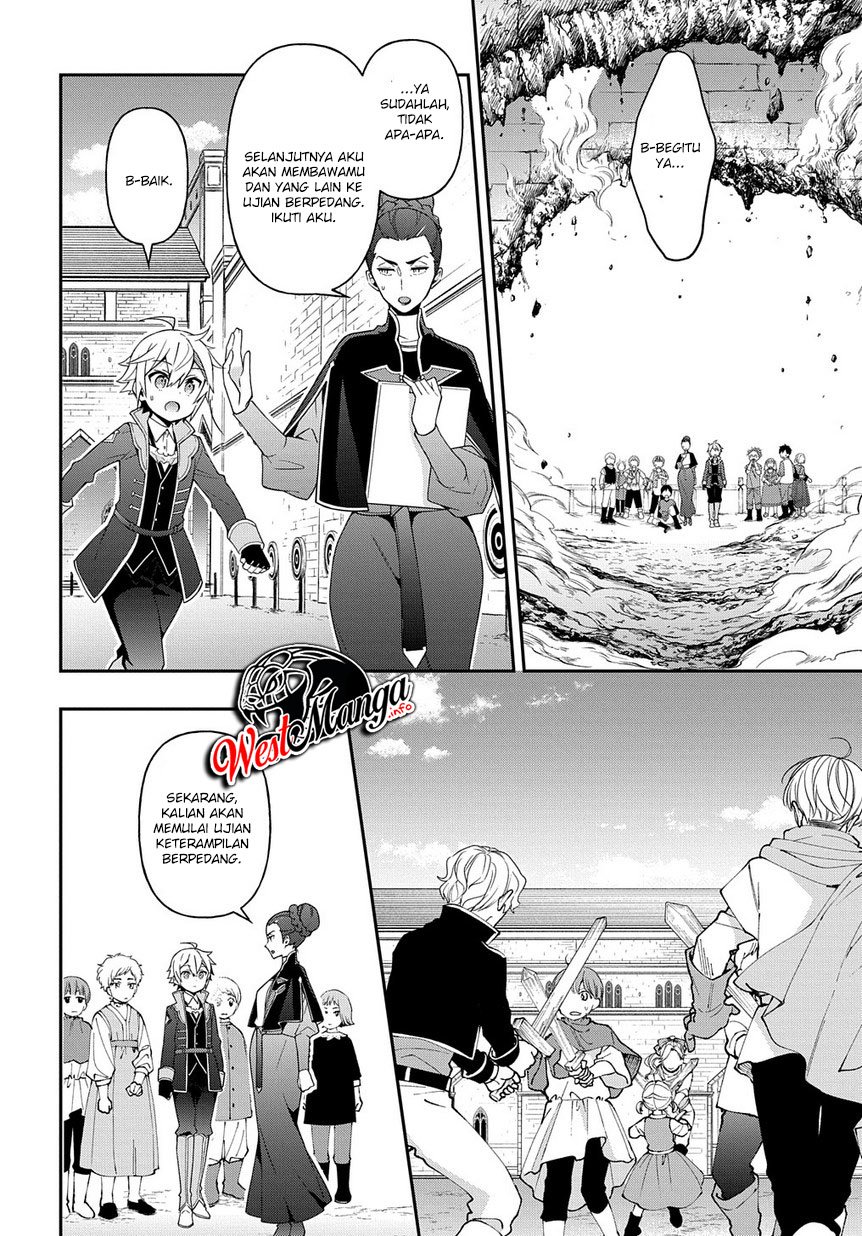 B-BEGITU
YA...
...YA
SUDAHLAH,
TIDAK
APA-APA.
SELANJUTNYA AKU
AKAN MEMBAWAMU
DAN YANG LAIN KE
UJIAN BERPEDANG.
IKUTI AKU.
B-BAIK.
WestManga
.info
SEKARANG,
KALIAN AKAN
MEMULAI UJIAN
KETERAMPILAN
BERPEDANG.